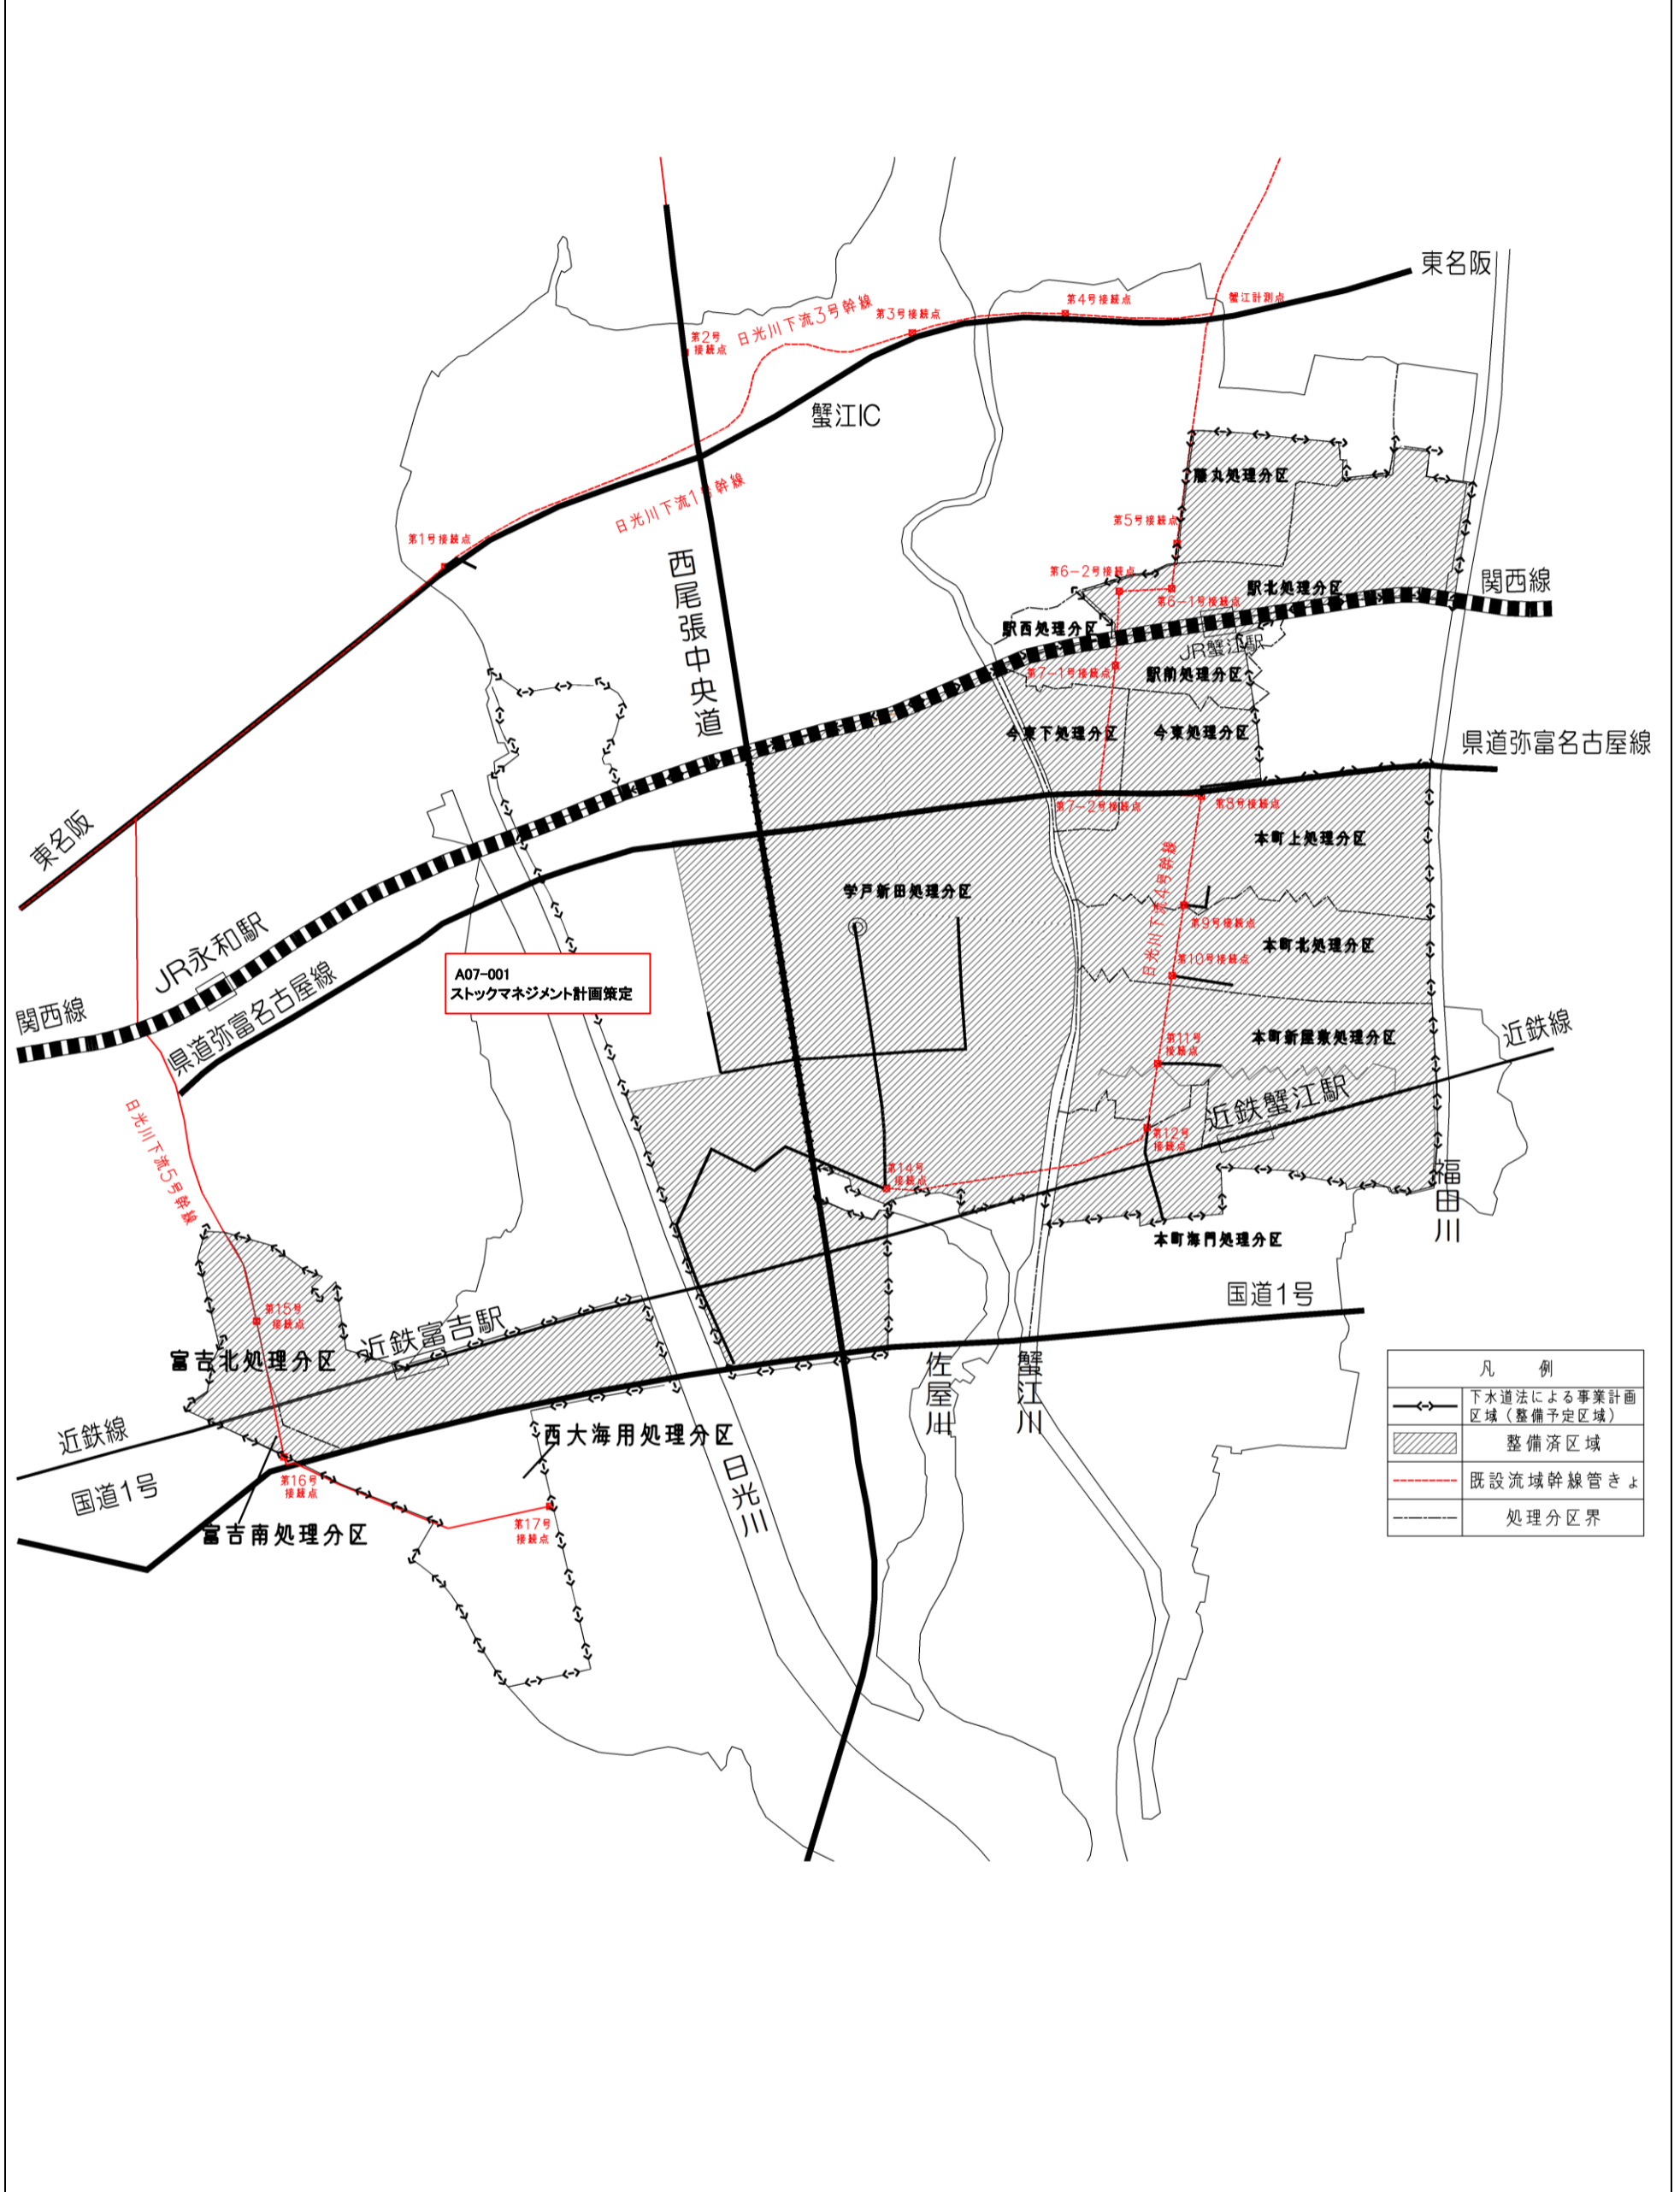 東名阪
第4号接続点
蟹江計測点
日光川下流3号幹線
第3号接続点
第2号
接続点
蟹江IC
藤丸処理分区
日光川下流1号幹線
第5号接続点
第1号接続点
西尾張中央道
第6-2号接続点
関西線
駅北処理分区
第6-1号接続点
駅西処理分区
JR蟹江駅
第7-1号接続点
駅前処理分区
今東下処理分区
今東処理分区
県道弥富名古屋線
第7-2号接続点
第8号接続点
東名阪
本町上処理分区
学戸新田処理分区
日光川下流4号幹線
第9号接続点
JR永和駅
本町北処理分区
第10号接続点
A07-001
ストックマネジメント計画策定
関西線
県道弥富名古屋線
第11号
接続点
本町新屋敷処理分区
近鉄線
近鉄蟹江駅
日光川下流5号幹線
第12号
接続点
第14号
接続点
福田川
本町海門処理分区
国道1号
第15号
接続点
近鉄富吉駅
富吉北処理分区
佐屋川
蟹江川
凡 例
下水道法による事業計画
区域(整備予定区域)
整備済区域
既設流域幹線管きょ
処理分区界
近鉄線
西大海用処理分区
日光川
国道1号
第16号
接続点
第17号
接続点
富吉南処理分区